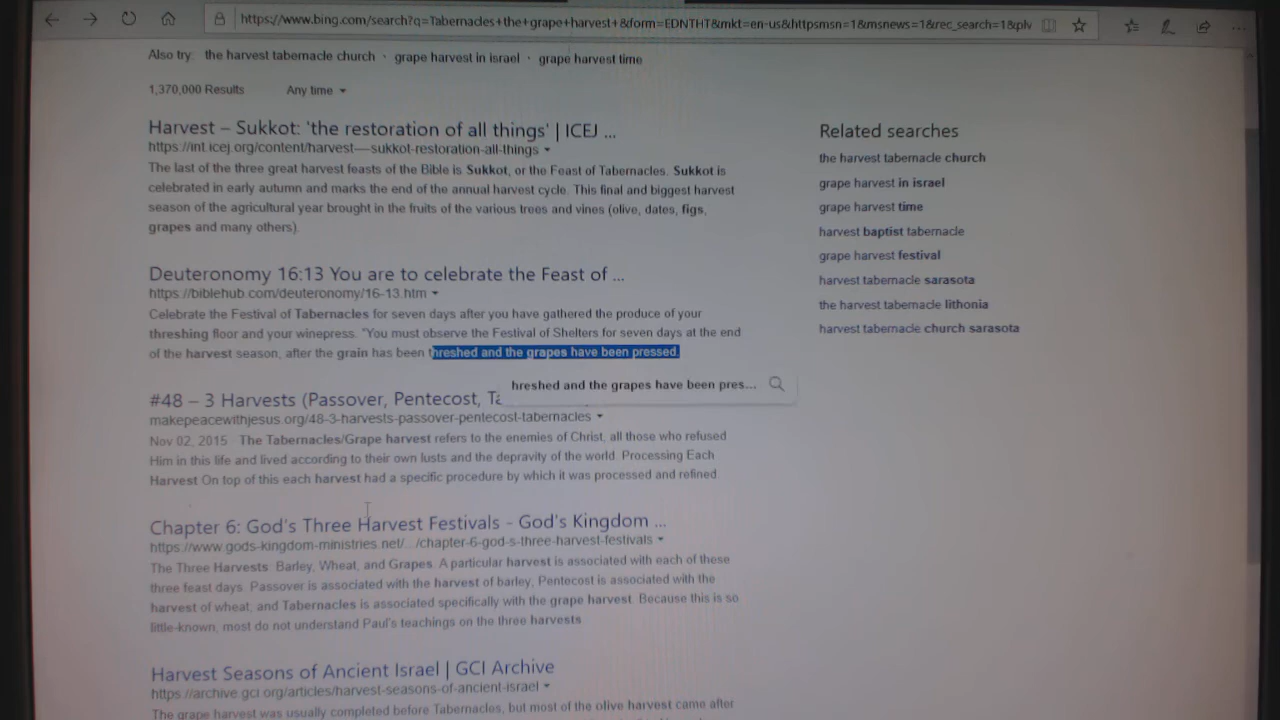 https://www.bing.com/search?q=Tabernacles+the+grape+harvest+&form=EDNTHT&mkt=en-us&httpsmsn=1&msnews=1&rec_search=1&plv
Also try: the harvest tabernacle church · grape harvest in israel · grape harvest time
1,370,000 Results Any time
Harvest – Sukkot: 'the restoration of all things' | ICEJ ...
https://int.icej.org/content/harvest-–-sukkot-restoration-all-things
The last of the three great harvest feasts of the Bible is Sukkot, or the Feast of Tabernacles. Sukkot is
celebrated in early autumn and marks the end of the annual harvest cycle. This final and biggest harvest
season of the agricultural year brought in the fruits of the various trees and vines (olive, dates, figs,
grapes and many others).
Deuteronomy 16:13 You are to celebrate the Feast of ...
https://biblehub.com/deuteronomy/16-13.htm
Celebrate the Festival of Tabernacles for seven days after you have gathered the produce of your
threshing floor and your winepress. "You must observe the Festival of Shelters for seven days at the end
of the harvest season, after the grain has been threshed and the grapes have been pressed.
hreshed and the grapes have been pres...
#48 – 3 Harvests (Passover, Pentecost, Ta
makepeacewithjesus.org/48-3-harvests-passover-pentecost-tabernacles
Nov 02, 2015 · The Tabernacles/Grape harvest refers to the enemies of Christ, all those who refused
Him in this life and lived according to their own lusts and the depravity of the world. Processing Each
Harvest On top of this each harvest had a specific procedure by which it was processed and refined.
Chapter 6: God's Three Harvest Festivals - God's Kingdom ...
https://www.gods-kingdom-ministries.net/.../chapter-6-god-s-three-harvest-festivals
The Three Harvests: Barley, Wheat, and Grapes. A particular harvest is associated with each of these
three feast days. Passover is associated with the harvest of barley, Pentecost is associated with the
harvest of wheat, and Tabernacles is associated specifically with the grape harvest. Because this is so
little-known, most do not understand Paul's teachings on the three harvests.
Harvest Seasons of Ancient Israel | GCI Archive
https://archive.gci.org/articles/harvest-seasons-of-ancient-israel
The grape harvest was usually completed before Tabernacles, but most of the olive harvest came after
Related searches
the harvest tabernacle church
grape harvest in israel
grape harvest time
harvest baptist tabernacle
grape harvest festival
harvest tabernacle sarasota
the harvest tabernacle lithonia
harvest tabernacle church sarasota